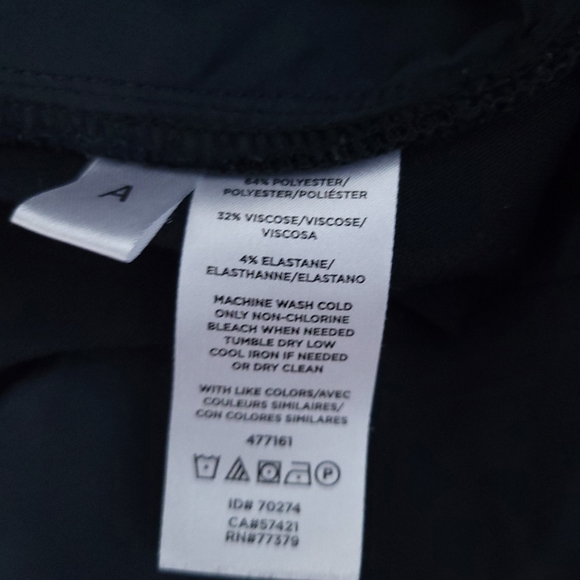 A
64% POLYESTER/
POLYESTER/POLIÉSTER
32% VISCOSE/VISCOSE/
VISCOSA
4% ELASTANE/
ELASTHANNE/ELASTANO
MACHINE WASH COLD
ONLY NON-CHLORINE
BLEACH WHEN NEEDED
TUMBLE DRY LOW
COOL IRON IF NEEDED
OR DRY CLEAN
WITH LIKE COLORS/AVEC
COULEURS SIMILAIRES/
CON COLORES SIMILARES
477161
P
ID# 70274
CA#57421
RN#77379